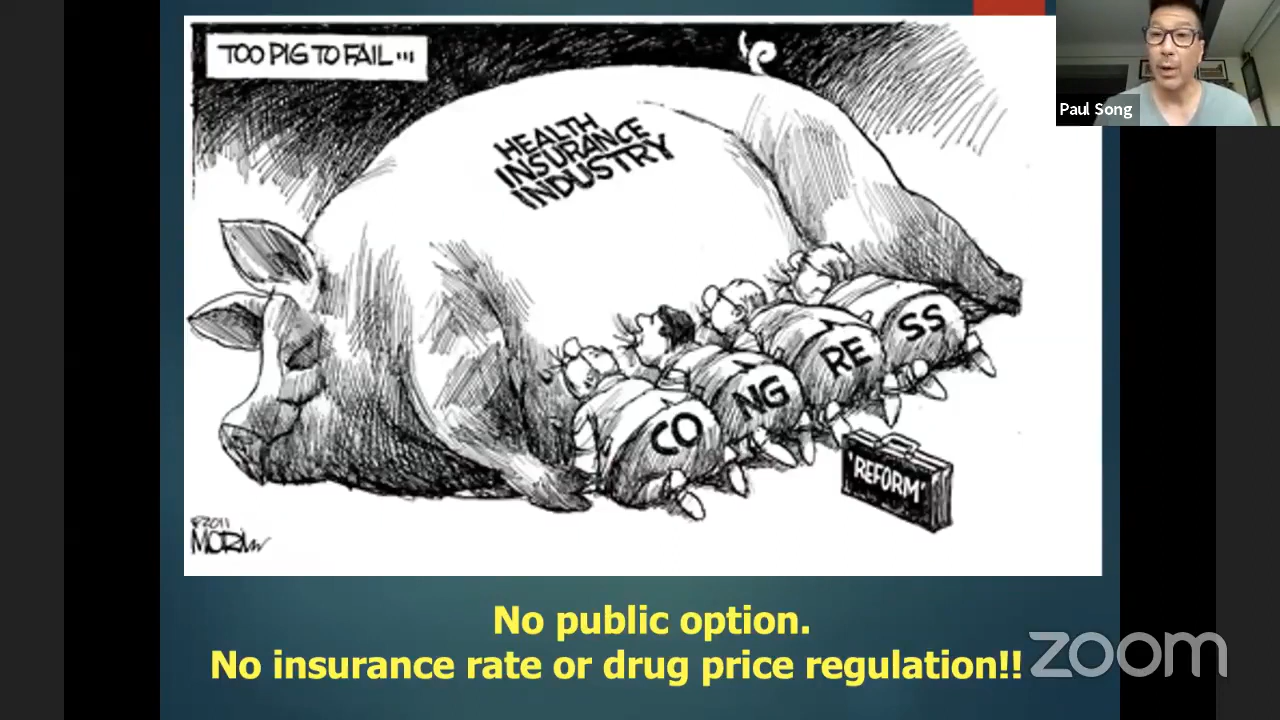 TOO PIG TO FAIL...
Paul Song
HEALTH
INSURANCE
INDUSTRY
CO
NG
RE
SS
'REFORM'
©2011
MORIN
No public option.
No insurance rate or drug price regulation!!
zoom